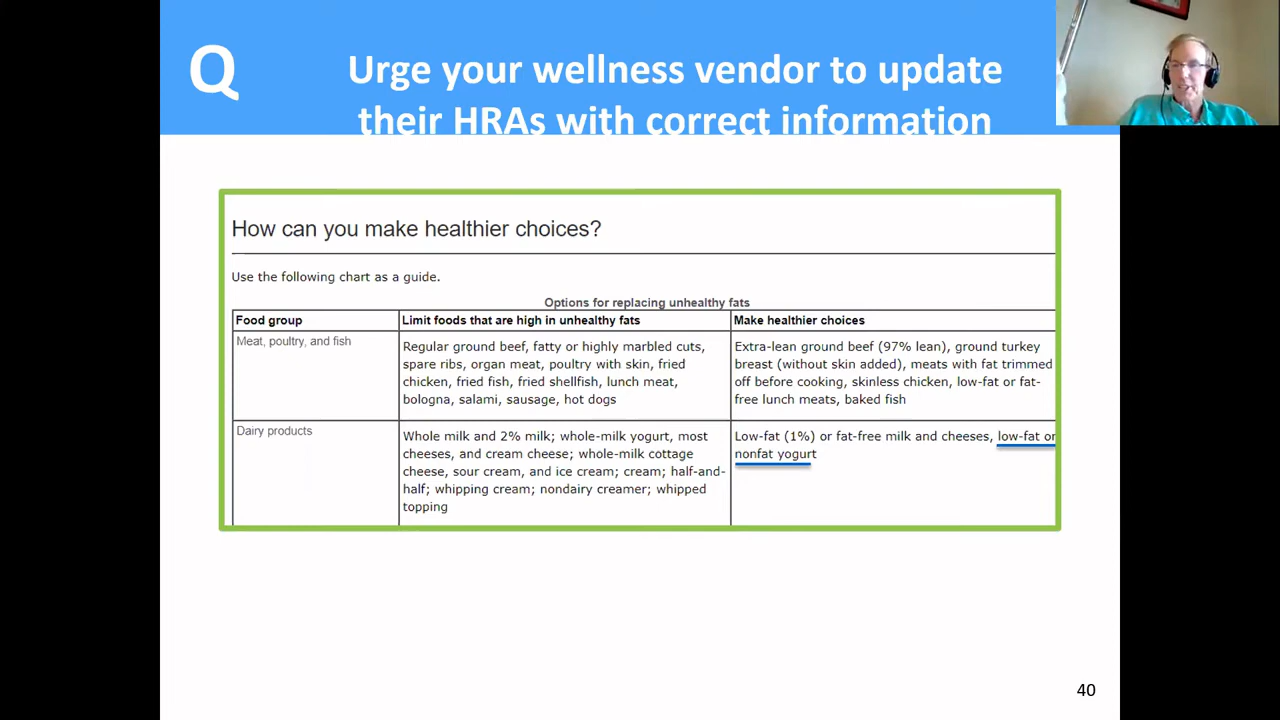 Q
Urge your wellness vendor to update
their HRAs with correct information
How can you make healthier choices?
Use the following chart as a guide.
Options for replacing unhealthy fats
Food group
Limit foods that are high in unhealthy fats
Make healthier choices
Meat, poultry, and fish
Regular ground beef, fatty or highly marbled cuts,
spare ribs, organ meat, poultry with skin, fried
chicken, fried fish, fried shellfish, lunch meat,
bologna, salami, sausage, hot dogs
Extra-lean ground beef (97% lean), ground turkey
breast (without skin added), meats with fat trimmed
off before cooking, skinless chicken, low-fat or fat-
free lunch meats, baked fish
Dairy products
Whole milk and 2% milk; whole-milk yogurt, most
cheeses, and cream cheese; whole-milk cottage
cheese, sour cream, and ice cream; cream; half-and-
half; whipping cream; nondairy creamer; whipped
topping
Low-fat (1%) or fat-free milk and cheeses, low-fat or
nonfat yogurt
40